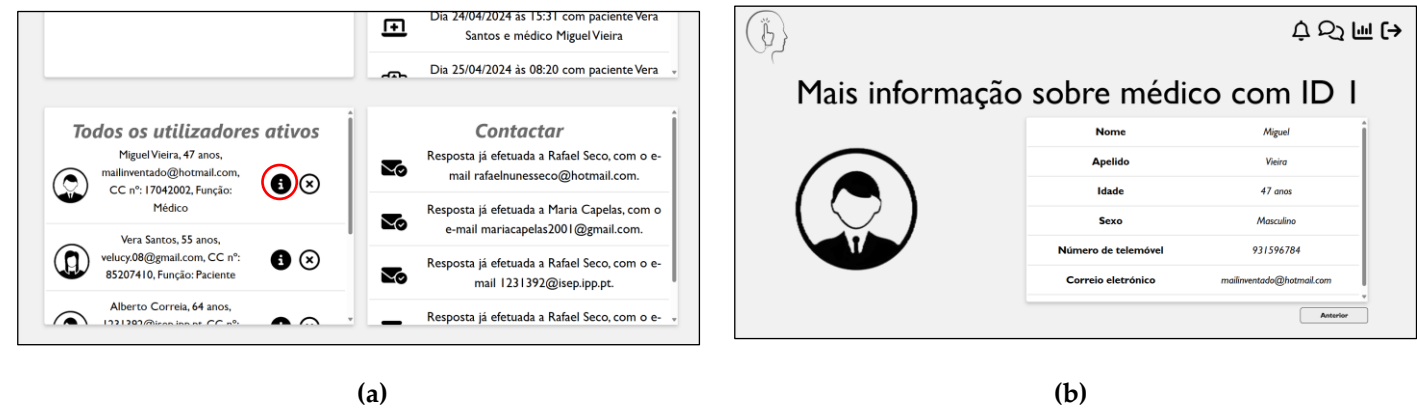 Dia 24/04/2024 às 15:31 com paciente Vera
Santos e médico Miguel Vieira
Dia 25/04/2024 às 08:20 com paciente Vera
Todos os utilizadores ativos
Miguel Vieira, 47 anos,
mailinventado@hotmail.com,
CC nº: 17042002, Função:
Médico
Vera Santos, 55 anos,
velucy.08@gmail.com, CC nº:
85207410, Função: Paciente
Alberto Correia, 64 anos,
1231392@isep.ipp.pt, CC nº:
Contactar
Resposta já efetuada a Rafael Seco, com o e-
mail rafaelnunesseco@hotmail.com.
Resposta já efetuada a Maria Capelas, com o
e-mail mariacapelas2001@gmail.com.
Resposta já efetuada a Rafael Seco, com o e-
mail 1231392@isep.ipp.pt.
Resposta já efetuada a Rafael Seco, com o e-
(a)
Mais informação sobre médico com ID 1
Nome Miguel
Apelido Vieira
Idade 47 anos
Sexo Masculino
Número de telemóvel 931596784
Correio eletrónico mailinventado@hotmail.com
Anterior
(b)